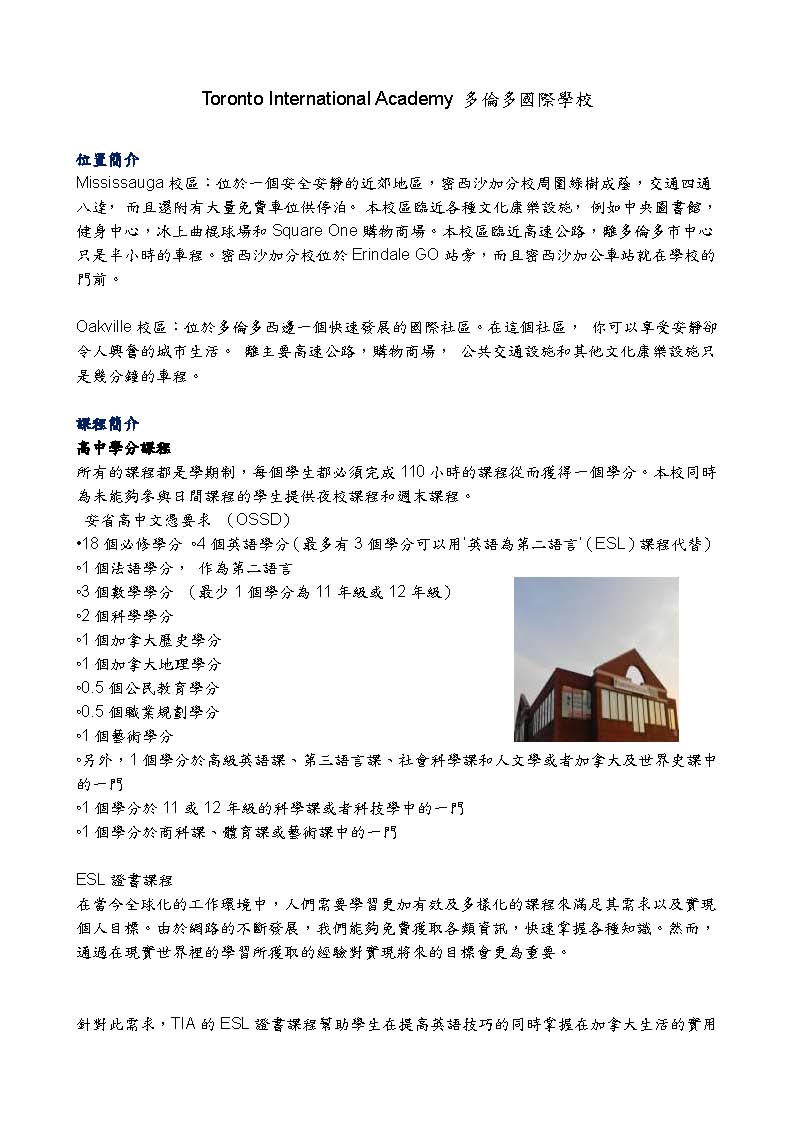 Toronto International Academy 多倫多國際學校
位置簡介
Mississauga 校區：位於一個安全安靜的近郊地區，密西沙加分校周圍綠樹成蔭，交通四通
八達， 而且還附有大量免費車位供停泊。 本校區臨近各種文化康樂設施， 例如中央圖書館，
健身中心，冰上曲棍球場和 Square One 購物商場。本校區臨近高速公路，離多倫多市中心
只是半小時的車程。密西沙加分校位於 Erindale GO 站旁，而且密西沙加公車站就在學校的
門前。
Oakville 校區：位於多倫多西邊一個快速發展的國際社區。在這個社區， 你可以享受安靜卻
令人興奮的城市生活。 離主要高速公路，購物商場， 公共交通設施和其他文化康樂設施只
是幾分鐘的車程。
課程簡介
高中學分課程
所有的課程都是學期制，每個學生都必須完成 110 小時的課程從而獲得一個學分。本校同時
為未能夠參與日間課程的學生提供夜校課程和週末課程。
安省高中文憑要求 （OSSD）
•18 個必修學分 ◦4 個英語學分（最多有 3 個學分可以用‘英語為第二語言’（ESL）課程代替）
◦1 個法語學分， 作為第二語言
◦3 個數學學分 （最少 1 個學分為 11 年級或 12 年級）
◦2 個科學學分
◦1 個加拿大歷史學分
◦1 個加拿大地理學分
◦0.5 個公民教育學分
◦0.5 個職業規劃學分
◦1 個藝術學分
◦另外，1 個學分於高級英語課、第三語言課、社會科學課和人文學或者加拿大及世界史課中
的一門
◦1 個學分於 11 或 12 年級的科學課或者科技學中的一門
◦1 個學分於商科課、體育課或藝術課中的一門
ESL 證書課程
在當今全球化的工作環境中，人們需要學習更加有效及多樣化的課程來滿足其需求以及實現
個人目標。由於網路的不斷發展，我們能夠免費獲取各類資訊，快速掌握各種知識。然而，
通過在現實世界裡的學習所獲取的經驗對實現將來的目標會更為重要。
針對此需求，TIA 的 ESL 證書課程幫助學生在提高英語技巧的同時掌握在加拿大生活的實用